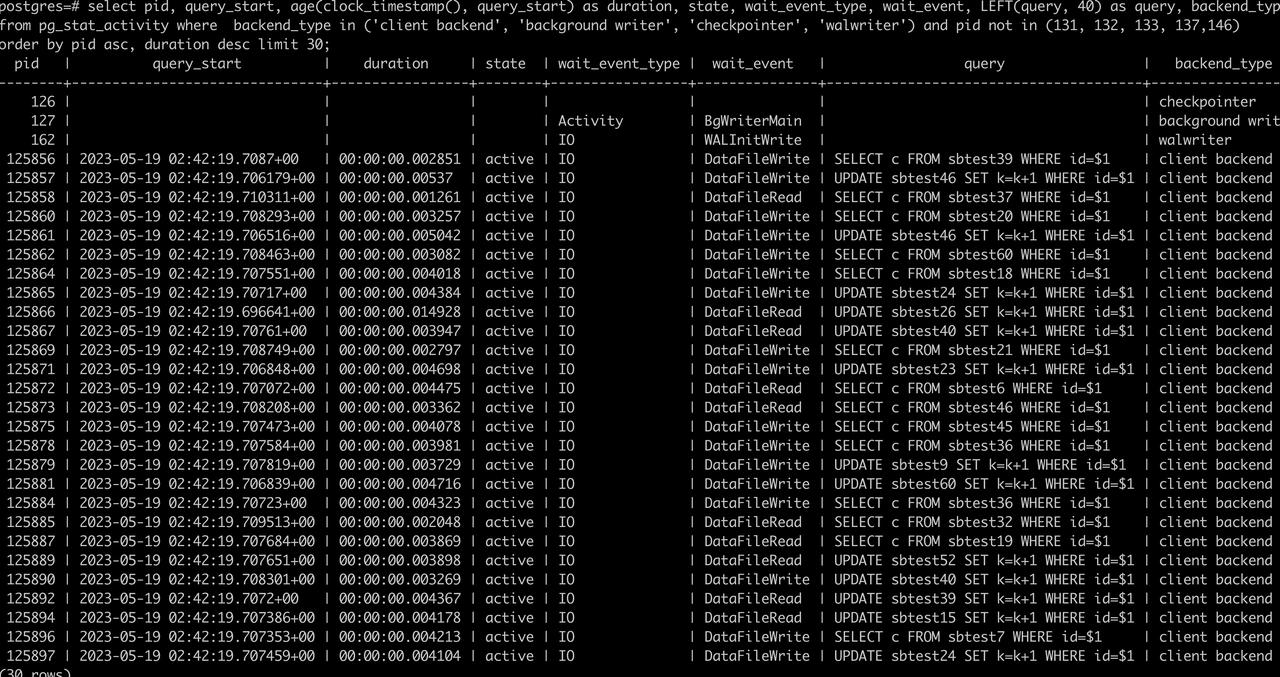 postgres=# select pid, query_start, age(clock_timestamp(), query_start) as duration, state, wait_event_type, wait_event, LEFT(query, 40) as query, backend_typ
from pg_stat_activity where  backend_type in ('client backend', 'background writer', 'checkpointer', 'walwriter') and pid not in (131, 132, 133, 137,146)
order by pid asc, duration desc limit 30;
pid | query_start | duration | state | wait_event_type | wait_event | query | backend_type
126 | | | | | | | checkpointer
127 | | | | Activity | BgWriterMain | | background writ
162 | | | | IO | WALInitWrite | | walwriter
125856 | 2023-05-19 02:42:19.7087+00 | 00:00:00.002851 | active | IO | DataFileWrite | SELECT c FROM sbtest39 WHERE id=$1 | client backend
125857 | 2023-05-19 02:42:19.706179+00 | 00:00:00.00537 | active | IO | DataFileWrite | UPDATE sbtest46 SET k=k+1 WHERE id=$1 | client backend
125858 | 2023-05-19 02:42:19.710311+00 | 00:00:00.001261 | active | IO | DataFileRead | SELECT c FROM sbtest37 WHERE id=$1 | client backend
125860 | 2023-05-19 02:42:19.708293+00 | 00:00:00.003257 | active | IO | DataFileWrite | SELECT c FROM sbtest20 WHERE id=$1 | client backend
125861 | 2023-05-19 02:42:19.706516+00 | 00:00:00.005042 | active | IO | DataFileWrite | UPDATE sbtest46 SET k=k+1 WHERE id=$1 | client backend
125862 | 2023-05-19 02:42:19.708463+00 | 00:00:00.003082 | active | IO | DataFileWrite | SELECT c FROM sbtest60 WHERE id=$1 | client backend
125864 | 2023-05-19 02:42:19.707551+00 | 00:00:00.004018 | active | IO | DataFileWrite | SELECT c FROM sbtest18 WHERE id=$1 | client backend
125865 | 2023-05-19 02:42:19.70717+00 | 00:00:00.004384 | active | IO | DataFileWrite | UPDATE sbtest24 SET k=k+1 WHERE id=$1 | client backend
125866 | 2023-05-19 02:42:19.696641+00 | 00:00:00.014928 | active | IO | DataFileRead | UPDATE sbtest26 SET k=k+1 WHERE id=$1 | client backend
125867 | 2023-05-19 02:42:19.70761+00 | 00:00:00.003947 | active | IO | DataFileWrite | UPDATE sbtest40 SET k=k+1 WHERE id=$1 | client backend
125869 | 2023-05-19 02:42:19.708749+00 | 00:00:00.002797 | active | IO | DataFileWrite | SELECT c FROM sbtest21 WHERE id=$1 | client backend
125871 | 2023-05-19 02:42:19.706848+00 | 00:00:00.004698 | active | IO | DataFileWrite | UPDATE sbtest23 SET k=k+1 WHERE id=$1 | client backend
125872 | 2023-05-19 02:42:19.707072+00 | 00:00:00.004475 | active | IO | DataFileRead | SELECT c FROM sbtest6 WHERE id=$1 | client backend
125873 | 2023-05-19 02:42:19.708208+00 | 00:00:00.003362 | active | IO | DataFileRead | SELECT c FROM sbtest46 WHERE id=$1 | client backend
125875 | 2023-05-19 02:42:19.707473+00 | 00:00:00.004078 | active | IO | DataFileWrite | SELECT c FROM sbtest45 WHERE id=$1 | client backend
125878 | 2023-05-19 02:42:19.707584+00 | 00:00:00.003981 | active | IO | DataFileWrite | SELECT c FROM sbtest36 WHERE id=$1 | client backend
125879 | 2023-05-19 02:42:19.707819+00 | 00:00:00.003729 | active | IO | DataFileWrite | UPDATE sbtest9 SET k=k+1 WHERE id=$1 | client backend
125881 | 2023-05-19 02:42:19.706839+00 | 00:00:00.004716 | active | IO | DataFileWrite | UPDATE sbtest60 SET k=k+1 WHERE id=$1 | client backend
125884 | 2023-05-19 02:42:19.70723+00 | 00:00:00.004323 | active | IO | DataFileWrite | SELECT c FROM sbtest36 WHERE id=$1 | client backend
125885 | 2023-05-19 02:42:19.709513+00 | 00:00:00.002048 | active | IO | DataFileRead | SELECT c FROM sbtest32 WHERE id=$1 | client backend
125887 | 2023-05-19 02:42:19.707684+00 | 00:00:00.003869 | active | IO | DataFileRead | SELECT c FROM sbtest19 WHERE id=$1 | client backend
125889 | 2023-05-19 02:42:19.707651+00 | 00:00:00.003898 | active | IO | DataFileRead | UPDATE sbtest52 SET k=k+1 WHERE id=$1 | client backend
125890 | 2023-05-19 02:42:19.708301+00 | 00:00:00.003269 | active | IO | DataFileWrite | UPDATE sbtest40 SET k=k+1 WHERE id=$1 | client backend
125892 | 2023-05-19 02:42:19.7072+00 | 00:00:00.004367 | active | IO | DataFileRead | UPDATE sbtest39 SET k=k+1 WHERE id=$1 | client backend
125894 | 2023-05-19 02:42:19.707386+00 | 00:00:00.004178 | active | IO | DataFileRead | UPDATE sbtest15 SET k=k+1 WHERE id=$1 | client backend
125896 | 2023-05-19 02:42:19.707353+00 | 00:00:00.004213 | active | IO | DataFileWrite | SELECT c FROM sbtest7 WHERE id=$1 | client backend
125897 | 2023-05-19 02:42:19.707459+00 | 00:00:00.004104 | active | IO | DataFileWrite | UPDATE sbtest24 SET k=k+1 WHERE id=$1 | client backend
(30 rows)